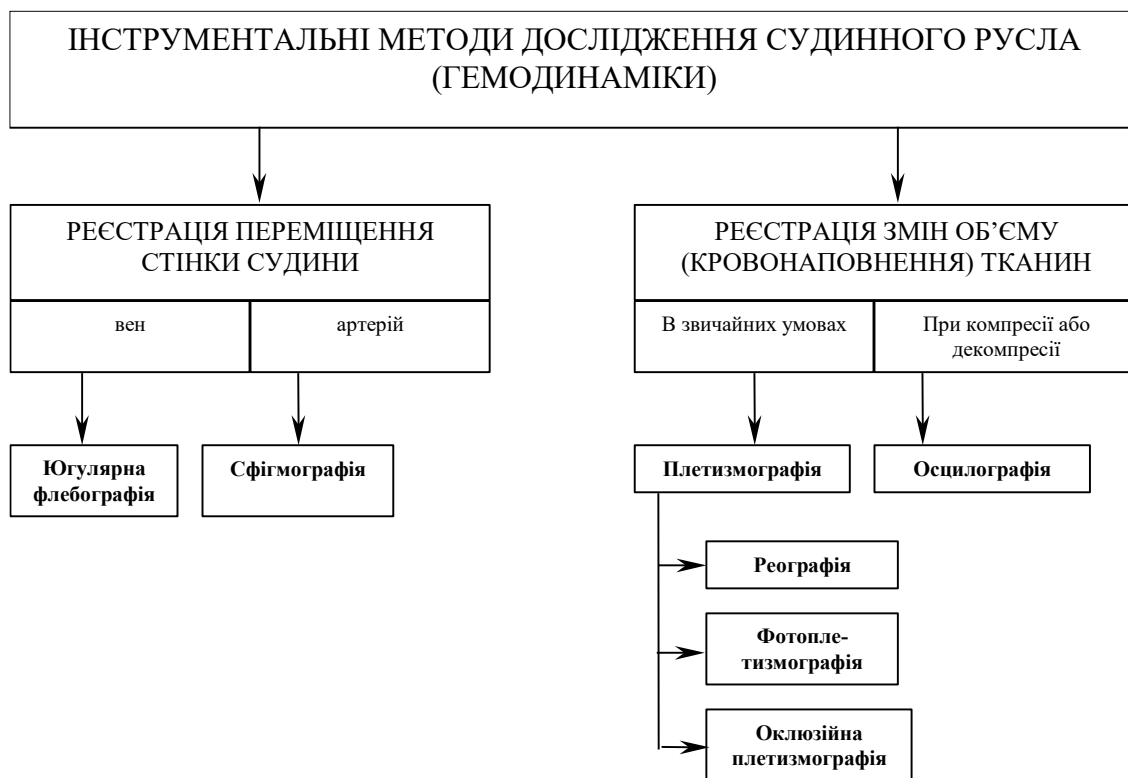 ІНСТРУМЕНТАЛЬНІ МЕТОДИ ДОСЛІДЖЕННЯ СУДИННОГО РУСЛА
(ГЕМОДИНАМІКИ)
РЕЄСТРАЦІЯ ПЕРЕМІЩЕННЯ
СТІНКИ СУДИНИ
вен
артерій
РЕЄСТРАЦІЯ ЗМІН ОБ’ЄМУ
(КРОВОНАПОВНЕННЯ) ТКАНИН
В звичайних умовах
При компресії або
декомпресії
Югулярна
флебографія
Сфігмографія
Плетизмографія
Осцилографія
Реографія
Фотопле-
тизмографія
Оклюзійна
плетизмографія